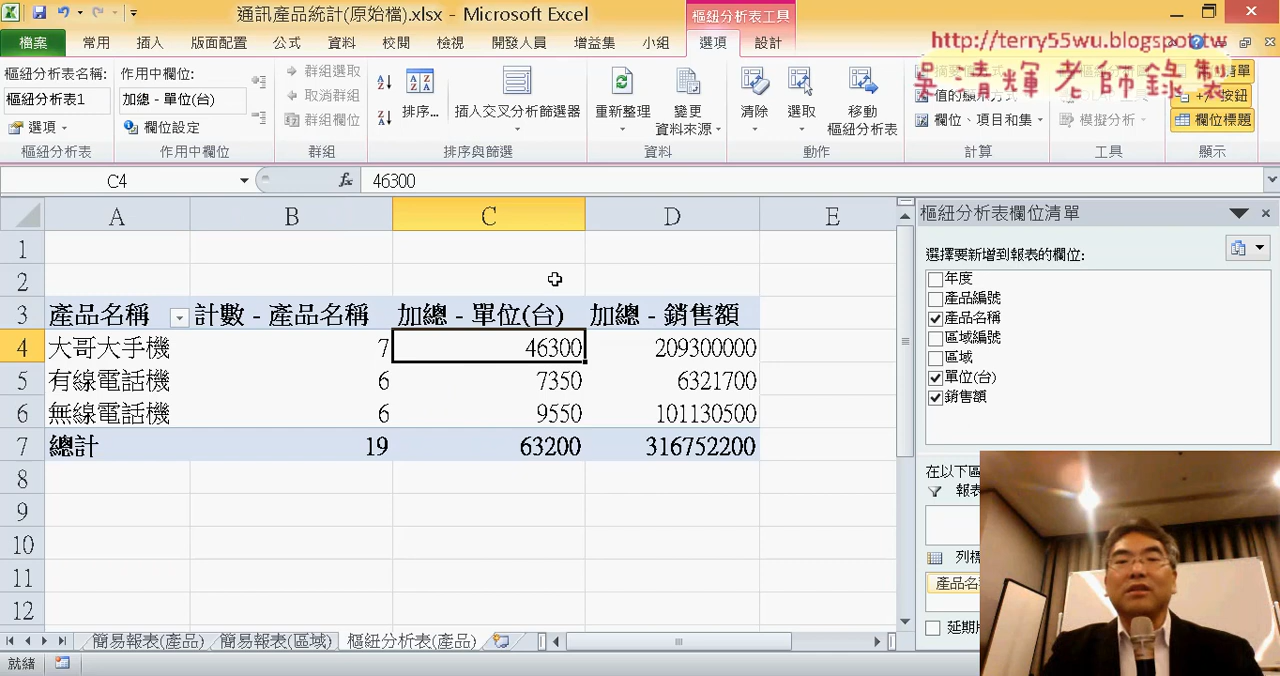 通訊產品統計(原始檔).xlsx - Microsoft Excel
樞紐分析表工具
檔案 常用 插入 版面配置 公式 資料 校閱 檢視 開發人員 增益集 小組 選項 設計
http://terry55wu.blogspot.tw
吳清輝老師錄製
樞紐分析表名稱: 作用中欄位: 群組選取 排序... 插入交叉分析篩選器 重新整理 變更 資料來源 清除 選取 移動 樞紐分析表
樞紐分析表1 加總 - 單位(台) 取消群組 值的顯示方式 +/- 按鈕
選項 欄位設定 群組欄位 欄位、項目和集 模擬分析 欄位標題
樞紐分析表 作用中欄位 群組 排序與篩選 資料 動作 計算 工具 顯示
C4 fx 46300
A B C D E
樞紐分析表欄位清單
選擇要新增到報表的欄位:
年度
產品編號
產品名稱
區域編號
區域
單位(台)
銷售額
1
2
3 產品名稱 計數 - 產品名稱 加總 - 單位(台) 加總 - 銷售額
4 大哥大手機 7 46300 209300000
5 有線電話機 6 7350 6321700
6 無線電話機 6 9550 101130500
7 總計 19 63200 316752200
8
9
10
11
12
在以下區
報表
列標
產品名
延期
簡易報表(產品) 簡易報表(區域) 樞紐分析表(產品)
就緒